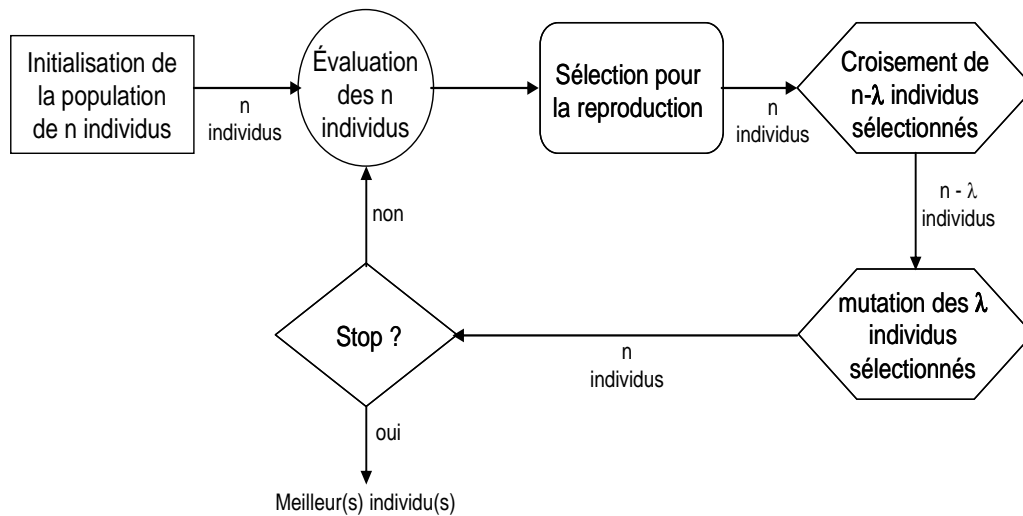 Initialisation de
la population
de n individus
n
individus
Évaluation
des n
individus
Sélection pour
la reproduction
n
individus
Croisement de
n-λ individus
sélectionnés
n - λ
individus
mutation des λ
individus
sélectionnés
n
individus
Stop ?
non
oui
Meilleur(s) individu(s)